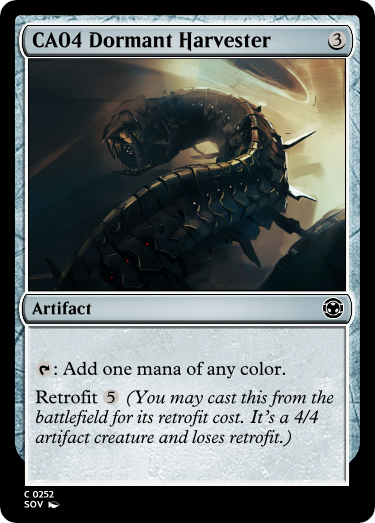 CA04 Dormant Harvester 3
Artifact
: Add one mana of any color.
Retrofit 5 (You may cast this from the
battlefield for its retrofit cost. It's a 4/4
artifact creature and loses retrofit.)
C 0252
SOV